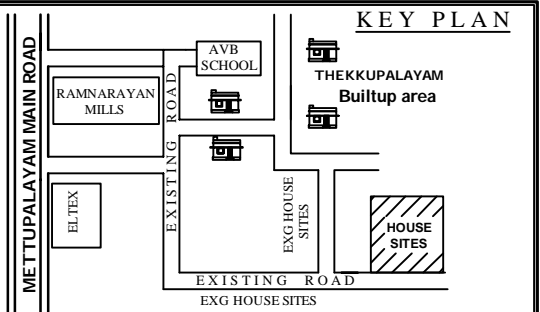 KEY PLAN
METTUPALAYAM MAIN ROAD
AVB
SCHOOL
THEKKUPALAYAM
Builtup area
RAMNARAYAN
MILLS
EXISTING ROAD
ELTEX
EXG HOUSE
SITES
HOUSE
SITES
EXISTING ROAD
EXG HOUSE SITES